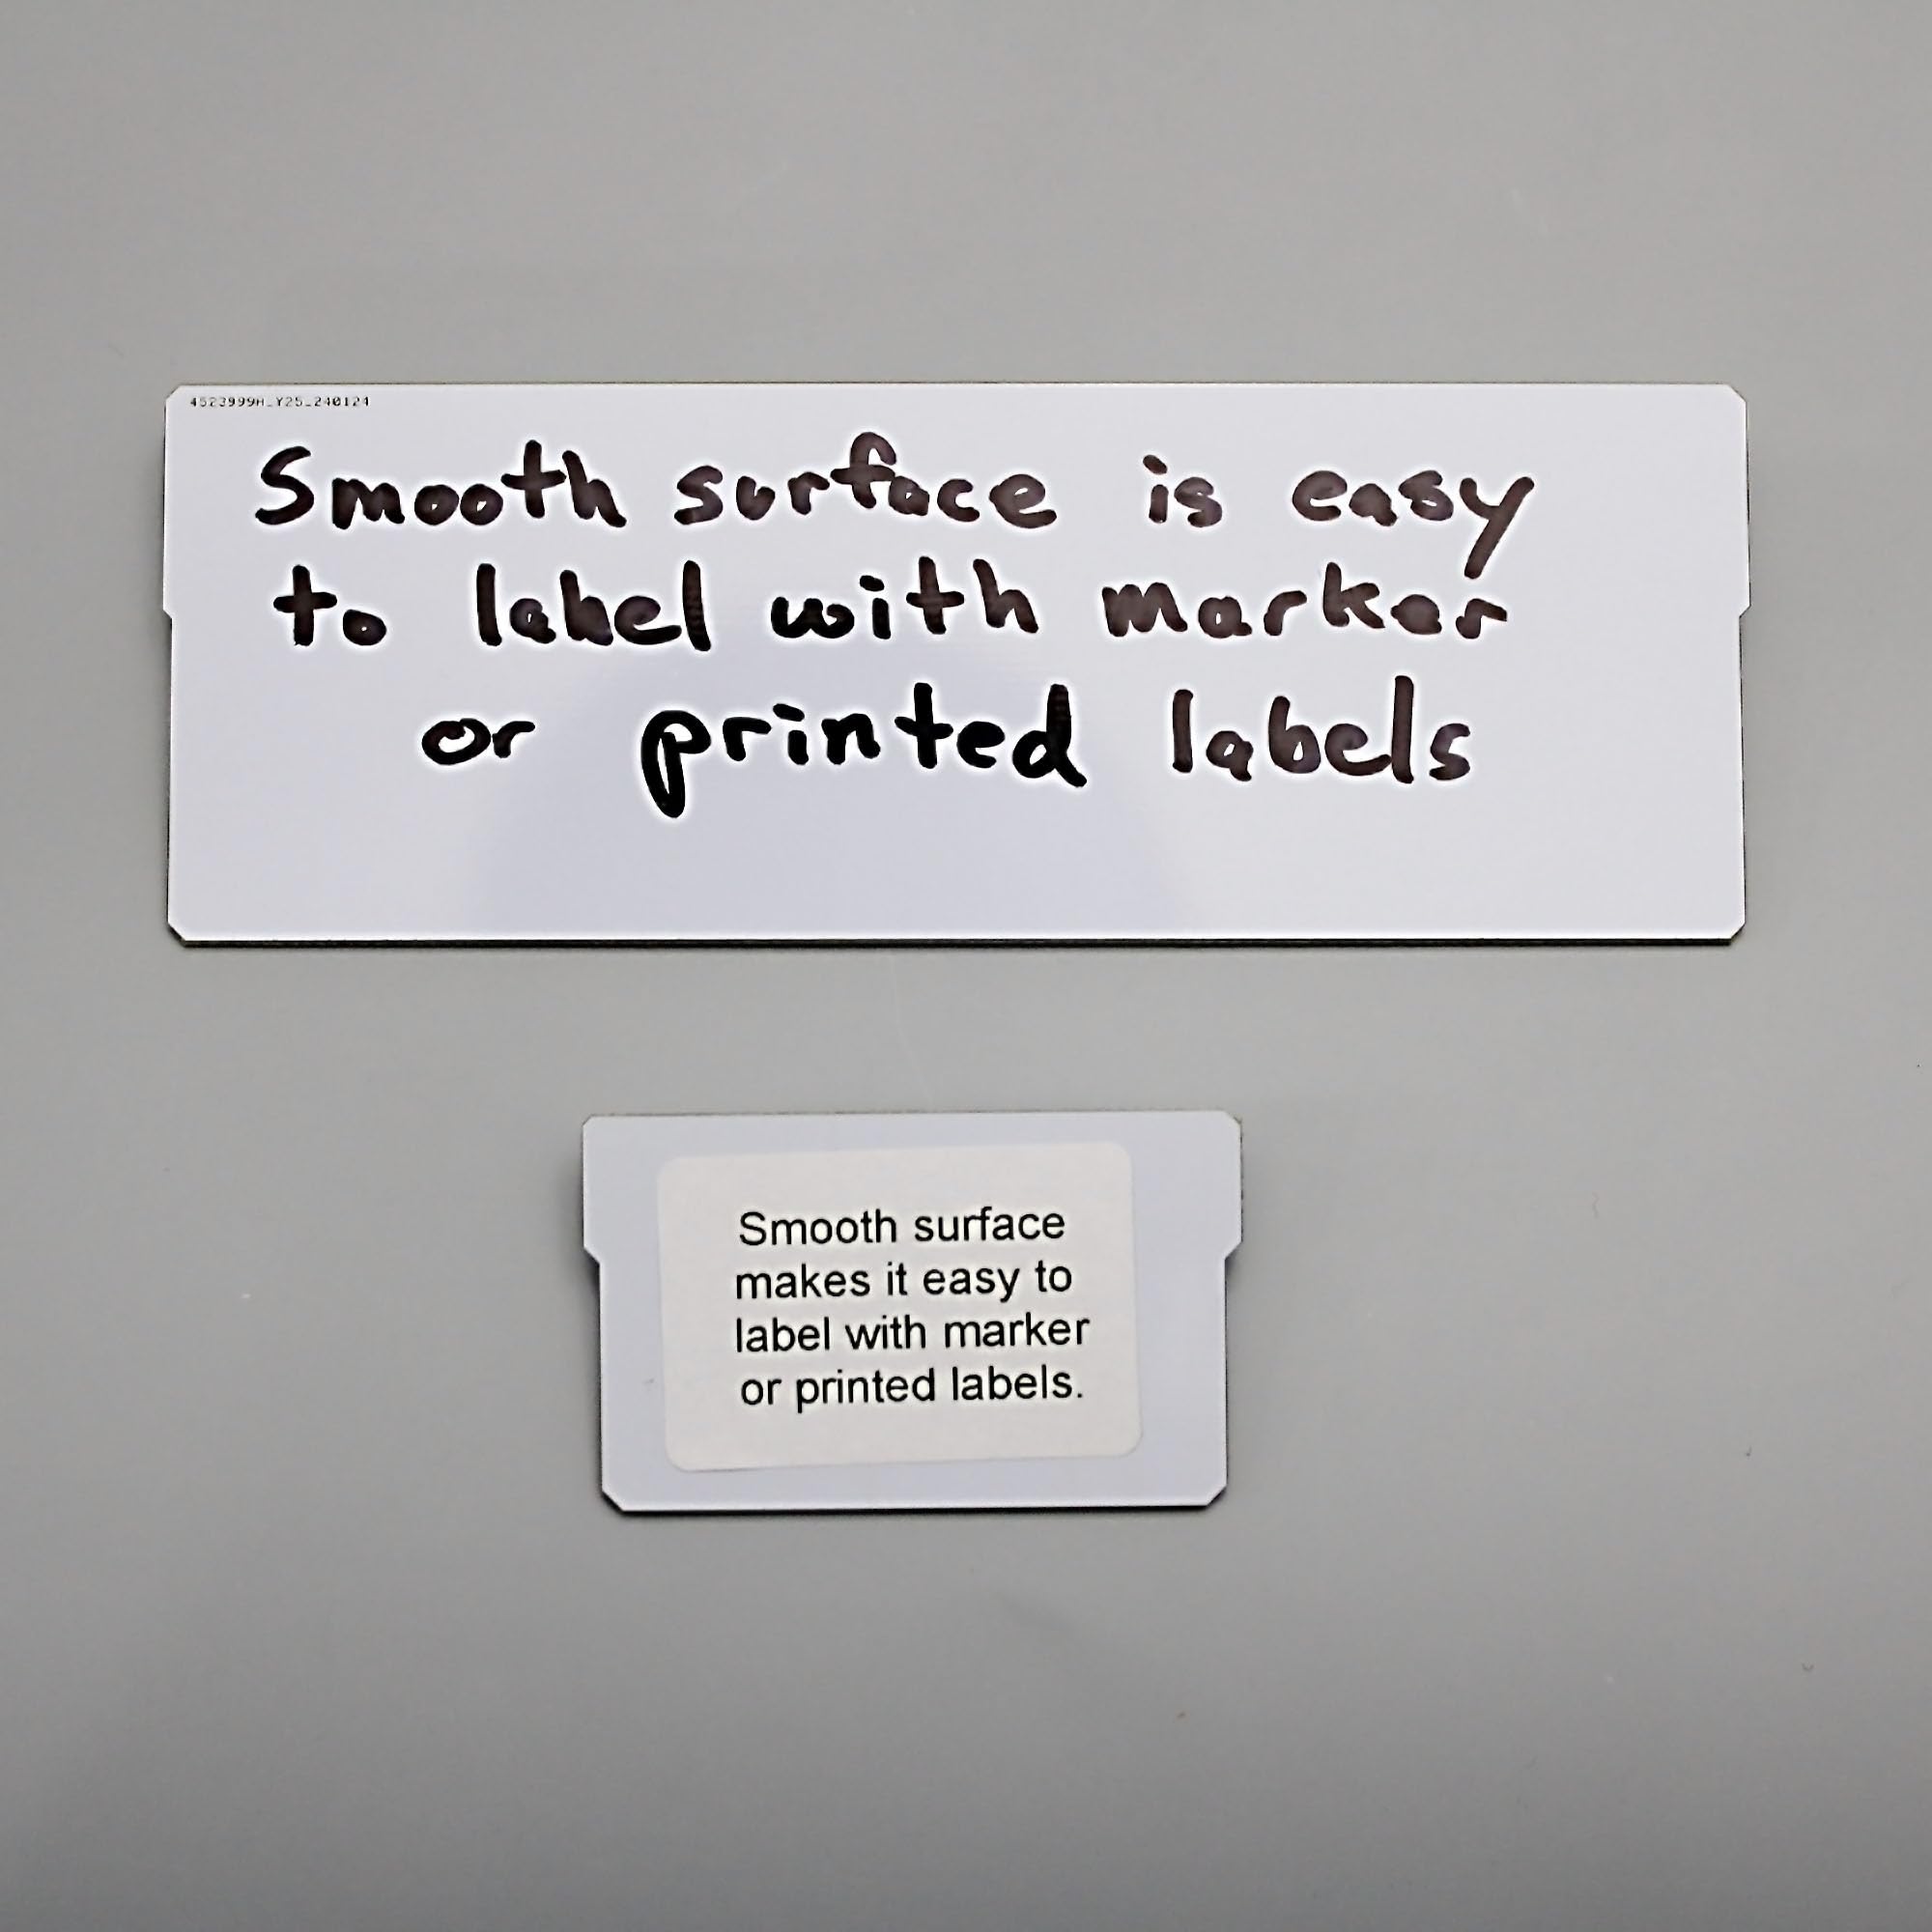 4523999A_Y25_240124
Smooth surface is easy
to label with marker
or printed labels
Smooth surface
makes it easy to
label with marker
or printed labels.